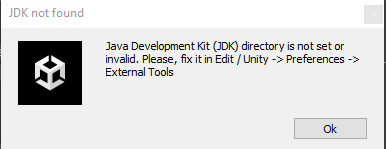 JDK not found
Java Development Kit (JDK) directory is not set or
invalid. Please, fix it in Edit / Unity -> Preferences ->
External Tools
Ok